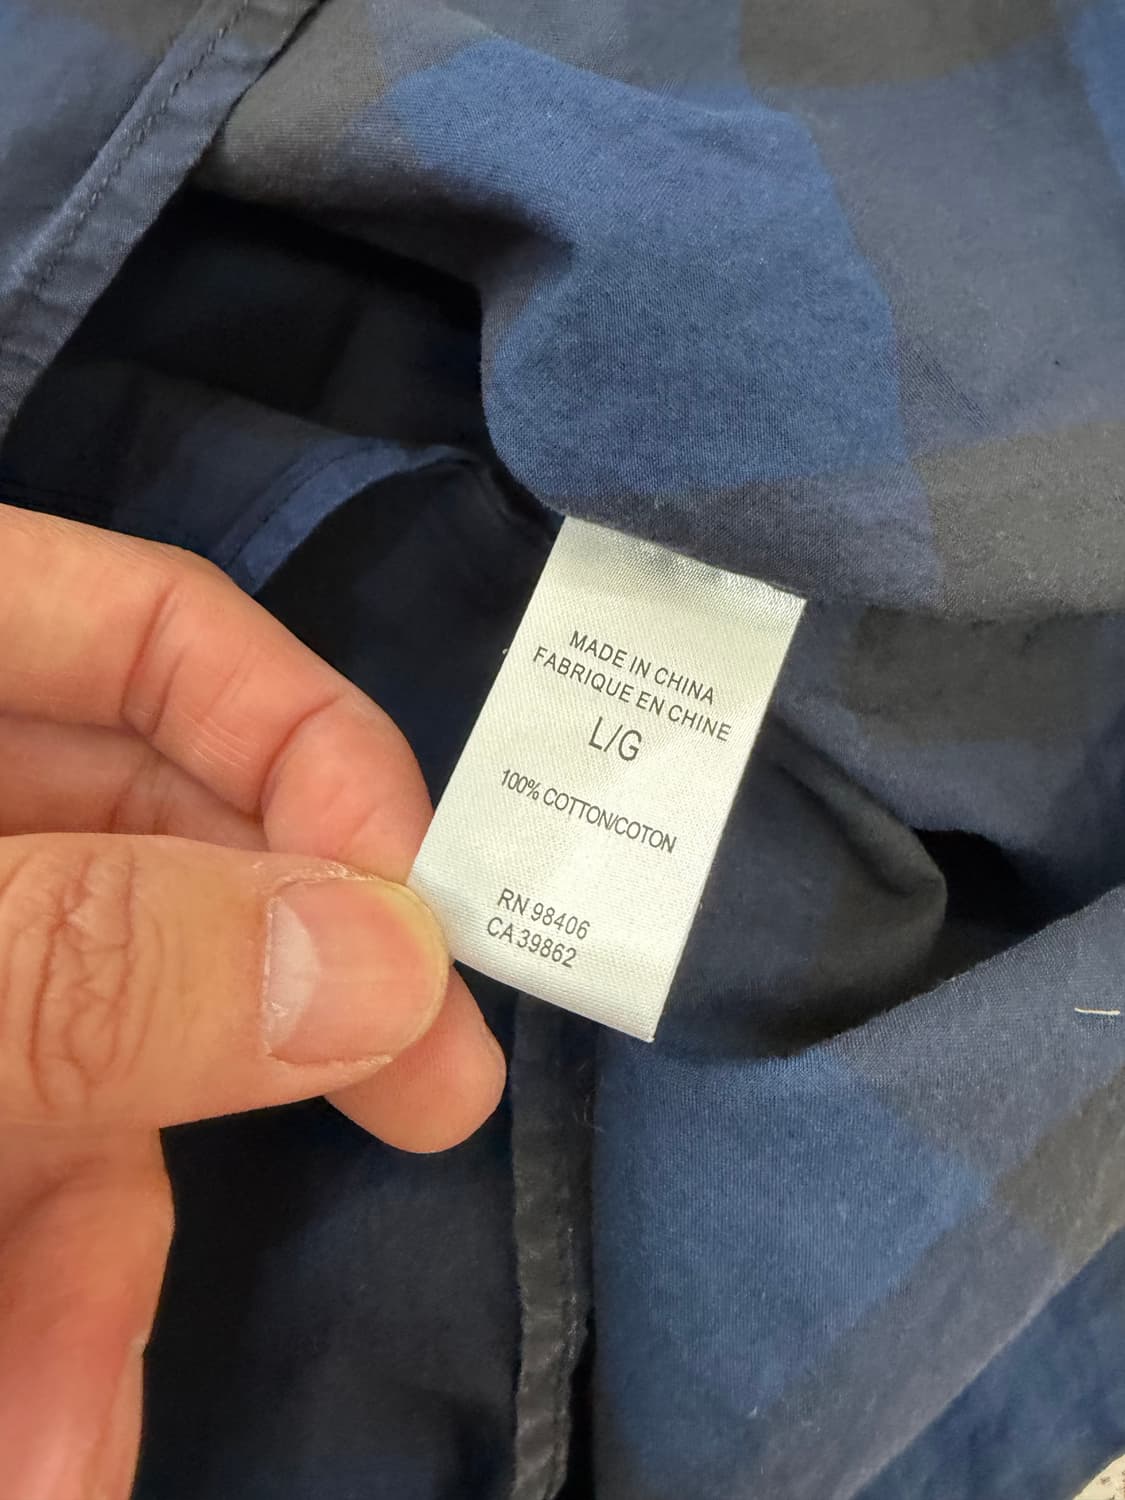 MADE IN CHINA
FABRIQUE EN CHINE
L/G
100% COTTON/COTON
RN 98406
CA 39862